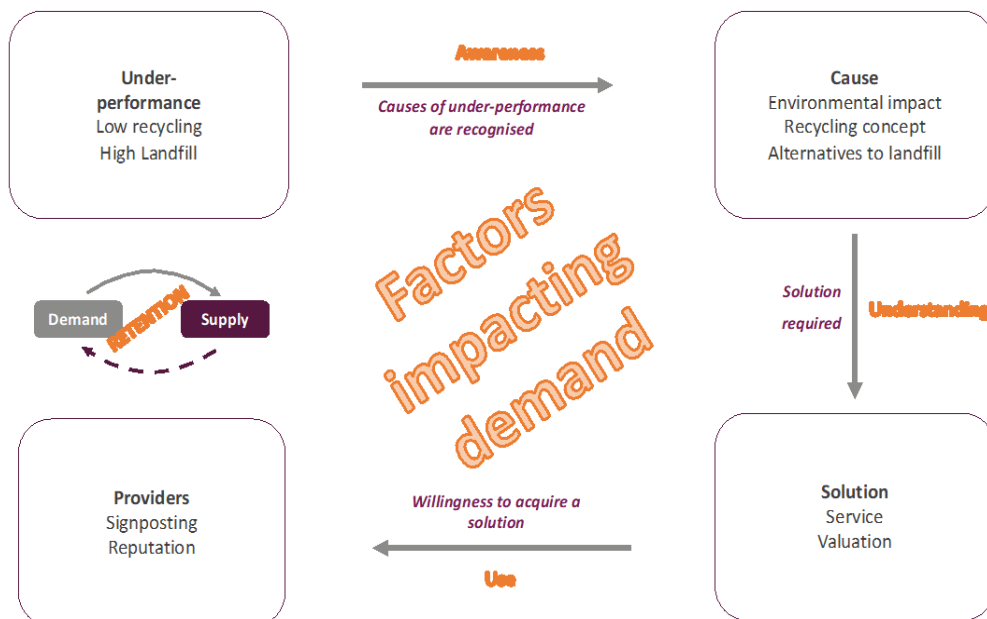 Under-
performance
Low recycling
High Landfill
Awareness
Causes of under-performance
are recognised
Cause
Environmental impact
Recycling concept
Alternatives to landfill
Factors
impacting
demand
Demand
RETENTION
Supply
Solution
required
Understanding
Providers
Signposting
Reputation
Willingness to acquire a
solution
Use
Solution
Service
Valuation